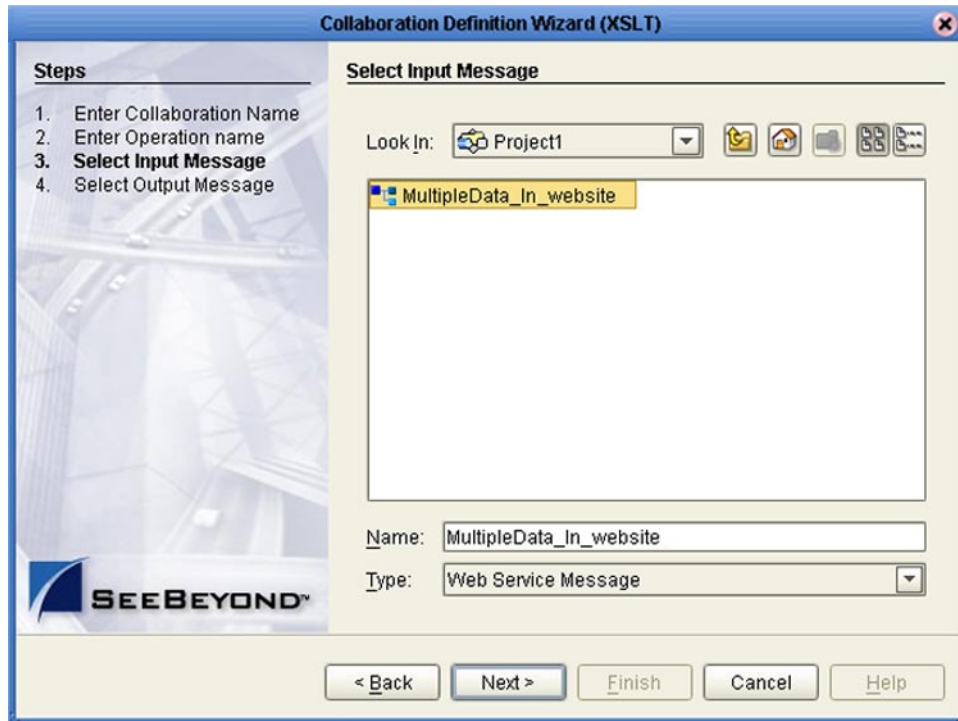 Collaboration Definition Wizard (XSLT)
Steps
1. Enter Collaboration Name
2. Enter Operation name
3. Select Input Message
4. Select Output Message
SEEBEYOND™
Select Input Message
Look In: Project1
MultipleData_In_website
Name: MultipleData_In_website
Type: Web Service Message
< Back Next > Finish Cancel Help